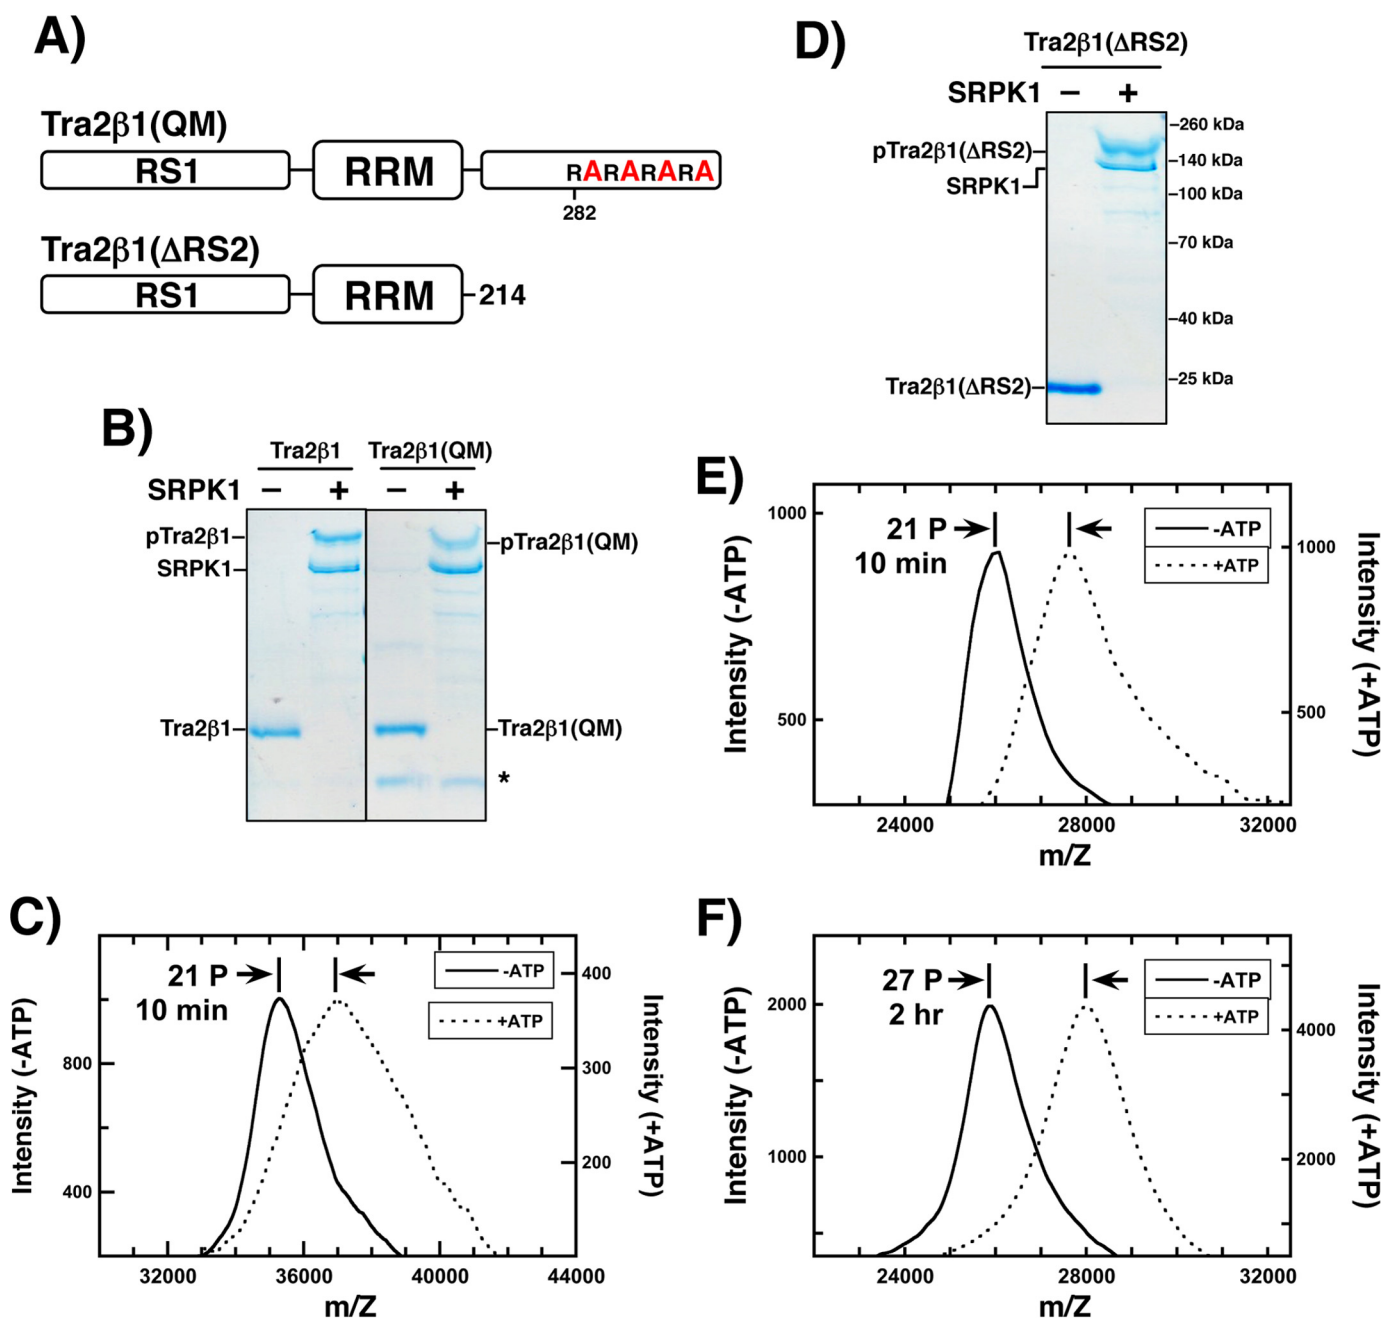 A)
Tra2β1(QM)
RS1 RRM RARARARA
282
Tra2β1(ΔRS2)
RS1 RRM 214
B)
Tra2β1 Tra2β1(QM)
SRPK1 − + − +
pTra2β1 pTra2β1(QM)
SRPK1
Tra2β1 Tra2β1(QM)
*
C)
21 P
10 min
-ATP
+ATP
Intensity (-ATP)
800
400
400
300
200
Intensity (+ATP)
32000 36000 40000 44000
m/Z
D)
Tra2β1(ΔRS2)
SRPK1 − +
260 kDa
pTra2β1(ΔRS2)
140 kDa
SRPK1
100 kDa
70 kDa
40 kDa
25 kDa
Tra2β1(ΔRS2)
E)
21 P
10 min
-ATP
+ATP
Intensity (-ATP)
1000
500
1000
500
Intensity (+ATP)
24000 28000 32000
m/Z
F)
27 P
2 hr
-ATP
+ATP
Intensity (-ATP)
2000
1000
4000
2000
Intensity (+ATP)
24000 28000 32000
m/Z